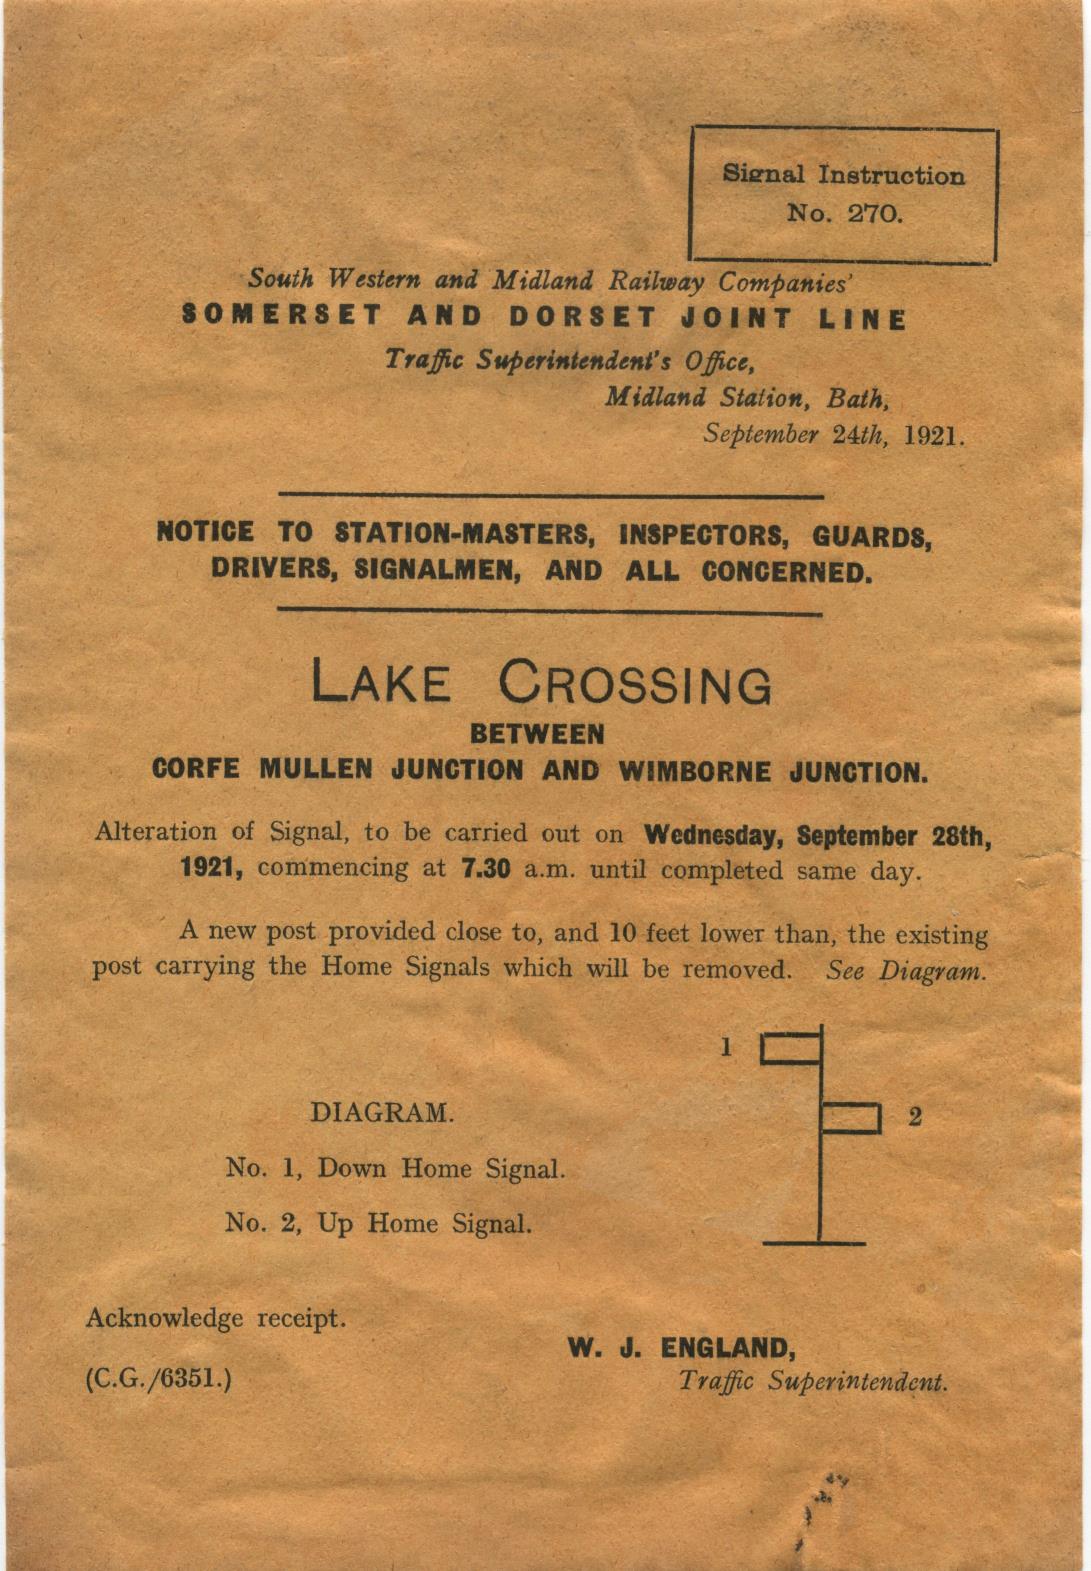 Signal Instruction
No. 270.
South Western and Midland Railway Companies'
SOMERSET AND DORSET JOINT LINE
Traffic Superintendent's Office,
Midland Station, Bath,
September 24th, 1921.
NOTICE TO STATION-MASTERS, INSPECTORS, GUARDS,
DRIVERS, SIGNALMEN, AND ALL CONCERNED.
LAKE CROSSING
BETWEEN
CORFE MULLEN JUNCTION AND WIMBORNE JUNCTION.
Alteration of Signal, to be carried out on Wednesday, September 28th,
1921, commencing at 7.30 a.m. until completed same day.
A new post provided close to, and 10 feet lower than, the existing
post carrying the Home Signals which will be removed. See Diagram.
1
2
DIAGRAM.
No. 1, Down Home Signal.
No. 2, Up Home Signal.
Acknowledge receipt.
W. J. ENGLAND,
(C.G./6351.)
Traffic Superintendent.